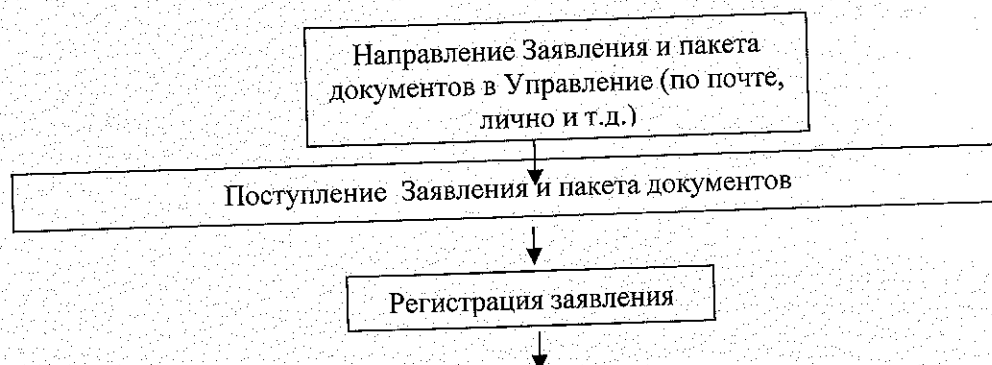 Направление Заявления и пакета
документов в Управление (по почте,
лично и т.д.)
Поступление Заявления и пакета документов
Регистрация заявления